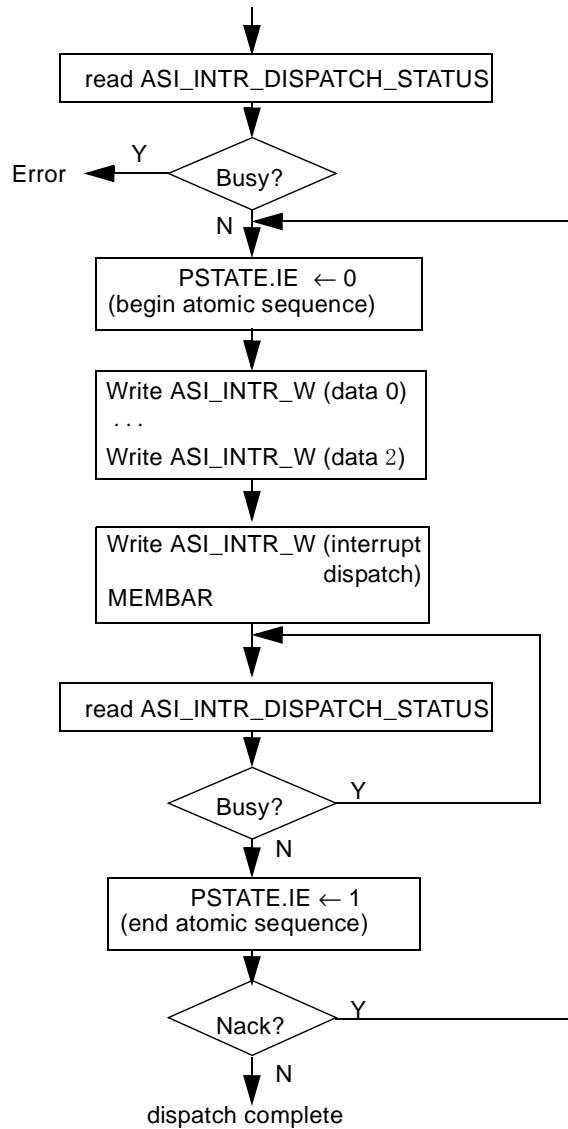 read ASI_INTR_DISPATCH_STATUS
Y
Error
Busy?
N
PSTATE.IE ← 0
(begin atomic sequence)
Write ASI_INTR_W (data 0)
...
Write ASI_INTR_W (data 2)
Write ASI_INTR_W (interrupt
dispatch)
MEMBAR
read ASI_INTR_DISPATCH_STATUS
Busy?
Y
N
PSTATE.IE ← 1
(end atomic sequence)
Nack?
Y
N
dispatch complete